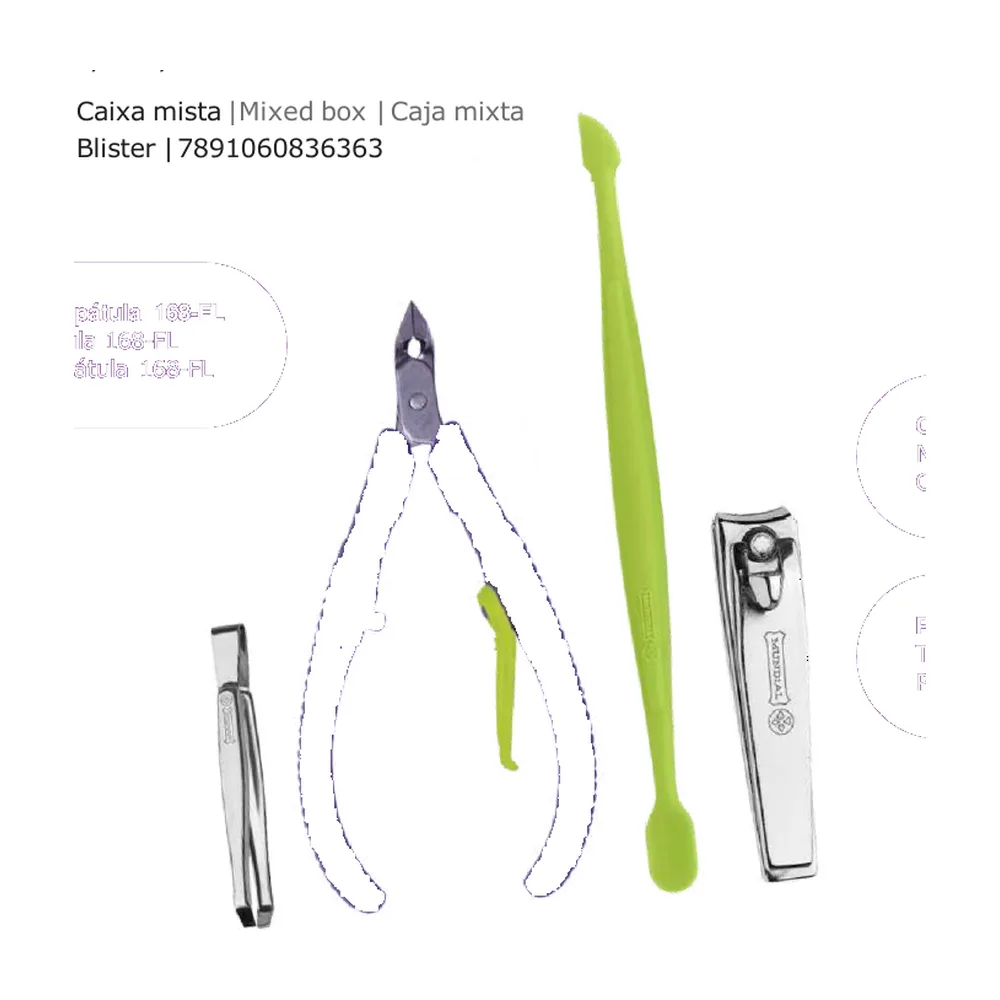 Caixa mista | Mixed box | Caja mixta
Blister | 7891060836363
pátula 168-FL
la 168-FL
átula 168-FL
MUNDIAL